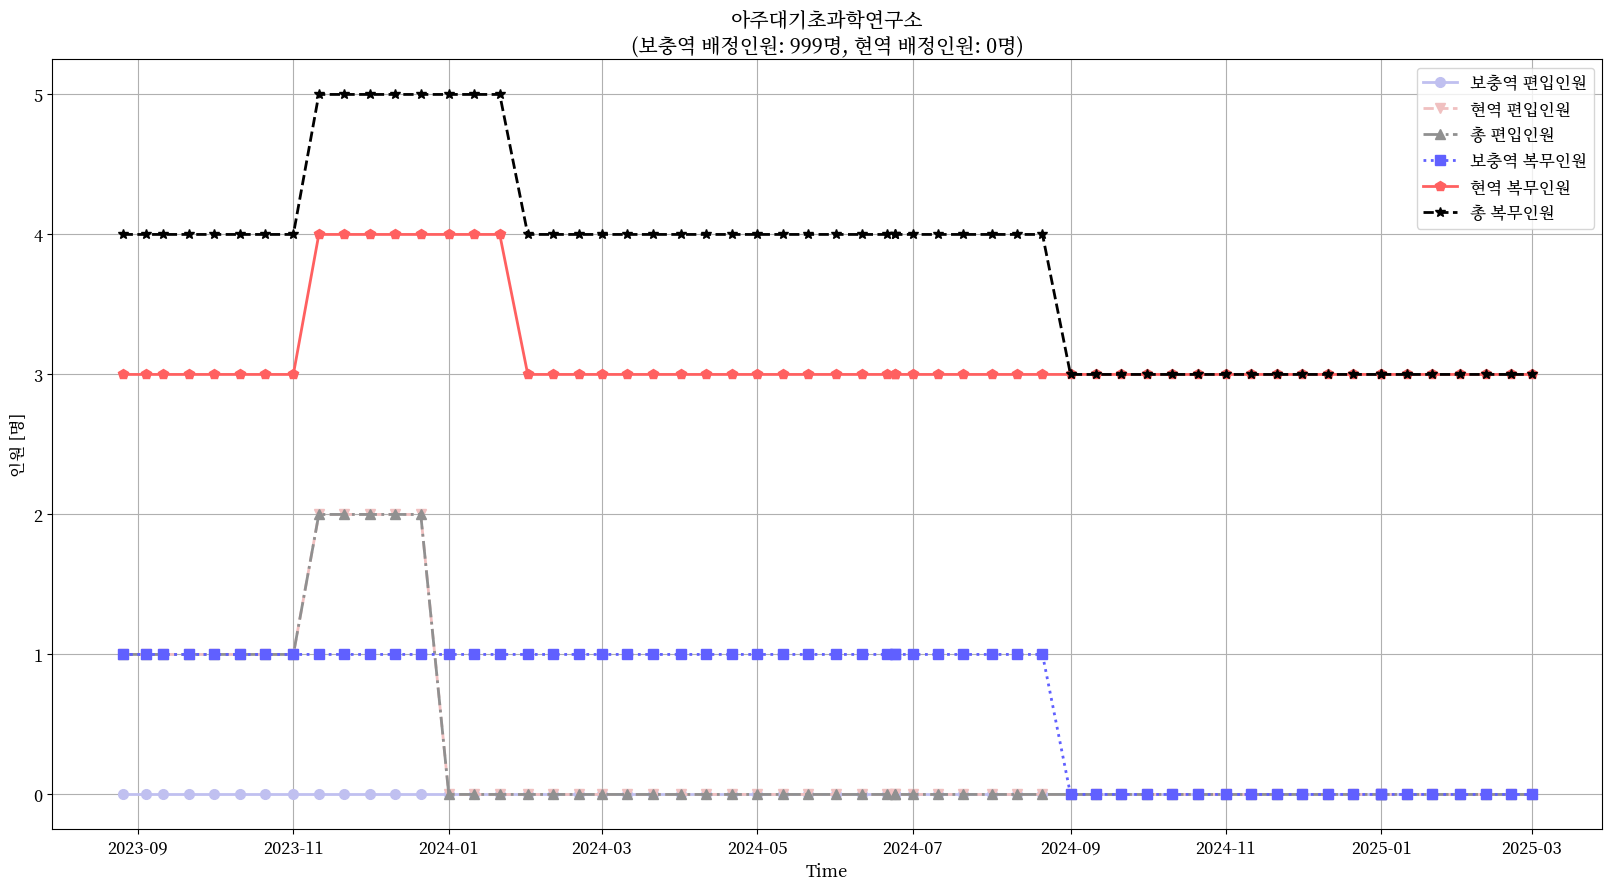 아주대기초과학연구소
(보충역 배정인원: 999명, 현역 배정인원: 0명)
보충역 편입인원
현역 편입인원
총 편입인원
보충역 복무인원
현역 복무인원
총 복무인원
인원 [명]
5
4
3
2
1
0
2023-09
2023-11
2024-01
2024-03
2024-05
2024-07
2024-09
2024-11
2025-01
2025-03
Time